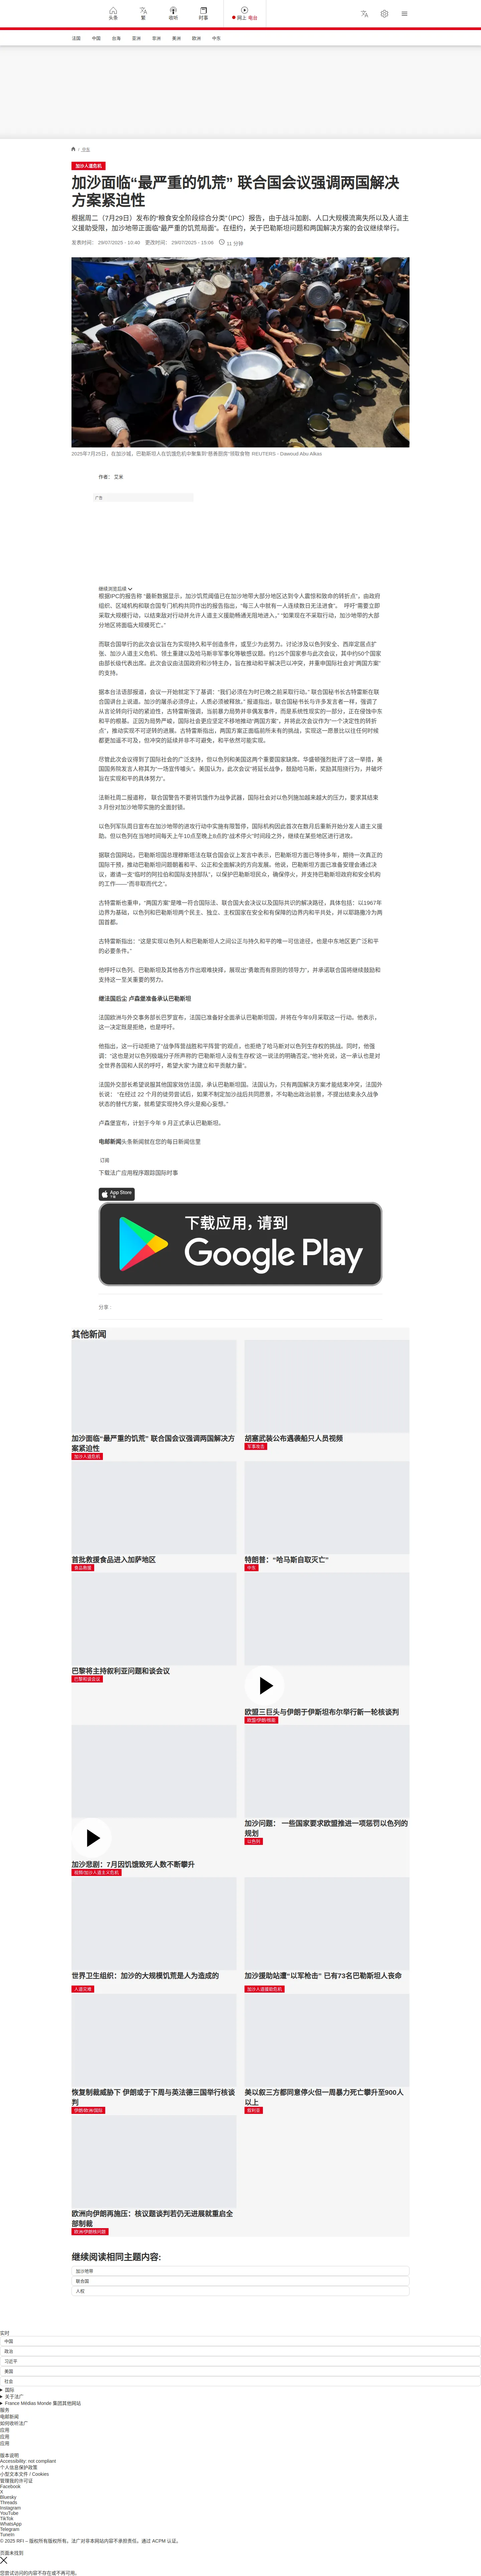 头条
繁
收听
时事
网上 电台
法国
中国
台海
亚洲
非洲
美洲
欧洲
中东
/ 中东
加沙人道危机
加沙面临“最严重的饥荒” 联合国会议强调两国解决
方案紧迫性
根据周二（7月29日）发布的“粮食安全阶段综合分类”（IPC）报告，由于战斗加剧、人口大规模流离失所以及人道主
义援助受限，加沙地带正面临“最严重的饥荒局面”。在纽约，关于巴勒斯坦问题和两国解决方案的会议继续举行。
发表时间： 29/07/2025 - 10:40 更改时间： 29/07/2025 - 15:06 11 分钟
2025年7月25日，在加沙城，巴勒斯坦人在饥饿危机中聚集到“慈善厨房”领取食物 REUTERS - Dawoud Abu Alkas
作者： 艾米
广告
继续浏览后续
根据IPC的报告称 “最新数据显示，加沙饥荒阈值已在加沙地带大部分地区达到令人震惊和致命的转折点”，由政府
组织、区域机构和联合国专门机构共同作出的报告指出，“每三人中就有一人连续数日无法进食”。 呼吁“需要立即
采取大规模行动，以结束敌对行动并允许人道主义援助畅通无阻地进入。” “如果现在不采取行动，加沙地带的大部
分地区将面临大规模死亡。”
而联合国举行的此次会议旨在为实现持久和平创造条件，或至少为此努力。讨论涉及以色列安全、西岸定居点扩
张、加沙人道主义危机、领土重建以及哈马斯非军事化等敏感议题。约125个国家参与此次会议，其中约50个国家
由部长级代表出席。此次会议由法国政府和沙特主办，旨在推动和平解决巴以冲突，并重申国际社会对“两国方案”
的支持。
据本台法语部报道，会议一开始就定下了基调：“我们必须在为时已晚之前采取行动。” 联合国秘书长古特雷斯在联
合国讲台上说道。加沙的屠杀必须停止，人质必须被释放。” 报道指出，联合国秘书长与许多发言者一样，强调了
从言论转向行动的紧迫性，古特雷斯强调，当前暴力局势并非偶发事件，而是系统性现实的一部分，正在侵蚀中东
和平的根基。正因为局势严峻，国际社会更应坚定不移地推动“两国方案”，并将此次会议作为“一个决定性的转折
点”，推动实现不可逆转的进展。古特雷斯指出，两国方案正面临前所未有的挑战，实现这一愿景比以往任何时候
都更加遥不可及，但冲突的延续并非不可避免，和平依然可能实现。
尽管此次会议得到了国际社会的广泛支持，但以色列和美国这两个重要国家缺席。华盛顿强烈批评了这一举措，美
国国务院发言人称其为“一场宣传噱头”。美国认为，此次会议“将延长战争，鼓励哈马斯，奖励其阻挠行为，并破坏
旨在实现和平的具体努力”。
法新社周二报道称， 联合国警告不要将饥饿作为战争武器，国际社会对以色列施加越来越大的压力，要求其结束
3 月份对加沙地带实施的全面封锁。
以色列军队周日宣布在加沙地带的进攻行动中实施有限暂停，国际机构因此首次在数月后重新开始分发人道主义援
助。但以色列在当地时间每天上午10点至晚上8点的“战术停火”时间段之外，继续在某些地区进行进攻。
据联合国网站，巴勒斯坦国总理穆斯塔法在联合国会议上发言中表示，巴勒斯坦方面已等待多年，期待一次真正的
国际干预，推动巴勒斯坦问题朝着和平、公正和全面解决的方向发展。他说，巴勒斯坦方面已准备妥理会通过决
议，邀请一支“临时的阿拉伯和国际支持部队”，以保护巴勒斯坦民众，确保停火，并支持巴勒斯坦政府和安全机构
的工作——“而非取而代之”。
古特雷斯也重申，“两国方案”是唯一符合国际法、联合国大会决议以及国际共识的解决路径，具体包括：以1967年
边界为基础，以色列和巴勒斯坦两个民主、独立、主权国家在安全和有保障的边界内和平共处，并以耶路撒冷为两
国首都。
古特雷斯指出：“这是实现以色列人和巴勒斯坦人之间公正与持久和平的唯一可信途径，也是中东地区更广泛和平
的必要条件。”
他呼吁以色列、巴勒斯坦及其他各方作出艰难抉择，展现出“勇敢而有原则的领导力”，并承诺联合国将继续鼓励和
支持这一至关重要的努力。
继法国后尘 卢森堡准备承认巴勒斯坦
法国欧洲与外交事务部长巴罗宣布，法国已准备好全面承认巴勒斯坦国，并将在今年9月采取这一行动。他表示，
这一决定既是拒绝，也是呼吁。
他指出，这一行动拒绝了“战争阵营战胜和平阵营”的观点，也拒绝了哈马斯对以色列生存权的挑战。同时，他强
调：“这也是对以色列极端分子所声称的‘巴勒斯坦人没有生存权’这一说法的明确否定。”他补充说，这一承认也是对
全世界各国和人民的呼吁，希望大家“为建立和平贡献力量”。
法国外交部长希望说服其他国家效仿法国，承认巴勒斯坦国。法国认为，只有两国解决方案才能结束冲突，法国外
长说： “在经过 22 个月的徒劳尝试后，如果不制定加沙战后共同愿景，不勾勒出政治前景，不提出结束永久战争
状态的替代方案，就希望实现持久停火是痴心妄想。”
卢森堡宣布，计划于今年 9 月正式承认巴勒斯坦。
电邮新闻头条新闻就在您的每日新闻信里
订阅
下载法广应用程序跟踪国际时事
App Store
下载应用，请到
Google Play
分享 :
其他新闻
加沙面临“最严重的饥荒” 联合国会议强调两国解决方
案紧迫性
加沙人道危机
胡塞武装公布遇袭船只人员视频
军事攻击
首批救援食品进入加萨地区
食品救援
特朗普：“哈马斯自取灭亡”
中东
巴黎将主持叙利亚问题和谈会议
巴黎和谈会议
欧盟三巨头与伊朗于伊斯坦布尔举行新一轮核谈判
欧盟/伊朗/核能
加沙悲剧：7月因饥饿致死人数不断攀升
视频/加沙人道主义危机
加沙问题： 一些国家要求欧盟推进一项惩罚以色列的
规划
以色列
世界卫生组织：加沙的大规模饥荒是人为造成的
人道灾难
加沙援助站遭“以军枪击” 已有73名巴勒斯坦人丧命
加沙人道援助危机
恢复制裁威胁下 伊朗或于下周与英法德三国举行核谈
判
伊朗/欧洲/国际
美以叙三方都同意停火但一周暴力死亡攀升至900人
以上
叙利亚
欧洲向伊朗再施压：核议题谈判若仍无进展就重启全
部制裁
欧洲/伊朗核问题
继续阅读相同主题内容:
加沙地带
联合国
人权
实时
中国
政治
习近平
美国
社会
国际
关于法广
France Médias Monde 集团其他网站
服务
电邮新闻
如何收听法广
应用
应用
应用
版本说明
Accessibility: not compliant
个人信息保护政策
小型文本文件 / Cookies
管理我的许可证
Facebook
X
Bluesky
Threads
Instagram
YouTube
TikTok
WhatsApp
Telegram
TuneIn
© 2025 RFI – 版权所有版权所有。法广对非本网站内容不承担责任。通过 ACPM 认证。
页面未找到
您尝试访问的内容不存在或不再可用。